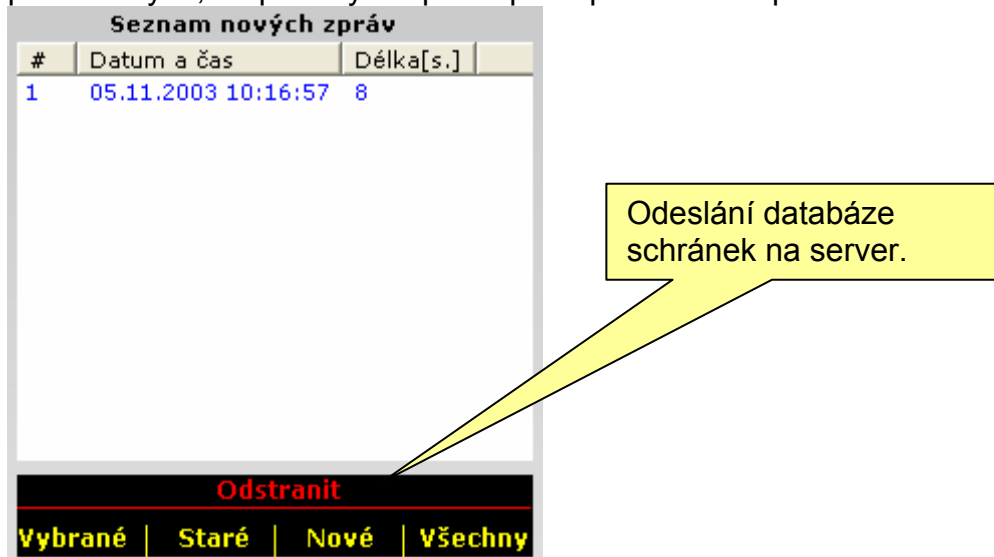 Seznam nových zpráv
# Datum a čas Délka[s.]
1 05.11.2003 10:16:57 8
Odeslání databáze
schránek na server.
Odstranit
Vybrané | Staré | Nové | Všechny